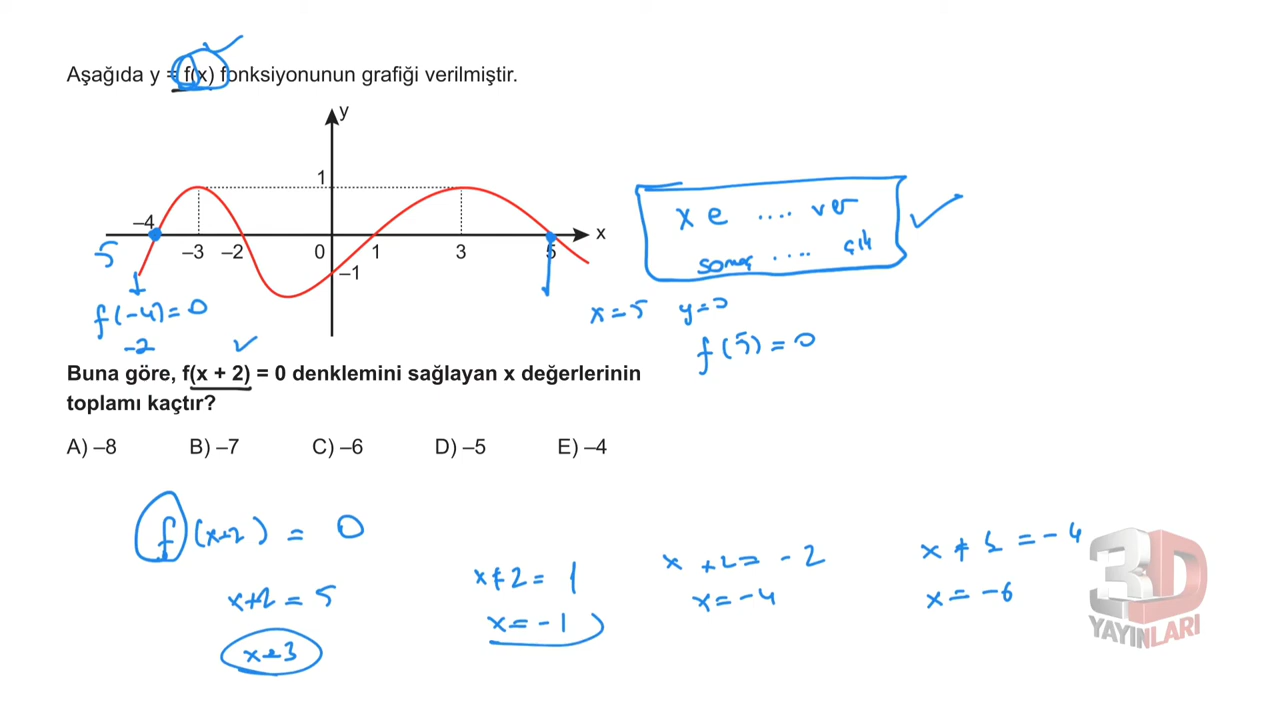 Aşağıda y = f(x) fonksiyonunun grafiği verilmiştir.
y
1
–4
x
–3 –2 0 1 3 5
–1
5
f(-4)=0
-2
x e .... ver
sonuç .... çık
x=5 y=0
f(5)=0
Buna göre, f(x + 2) = 0 denklemini sağlayan x değerlerinin
toplamı kaçtır?
A) –8 B) –7 C) –6 D) –5 E) –4
f(x+2) = 0
x+2 = 5
x=3
x+2= 1
x= -1
x +2= -2
x= -4
x + 2 = -4
x= -6
3D
YAYINLARI